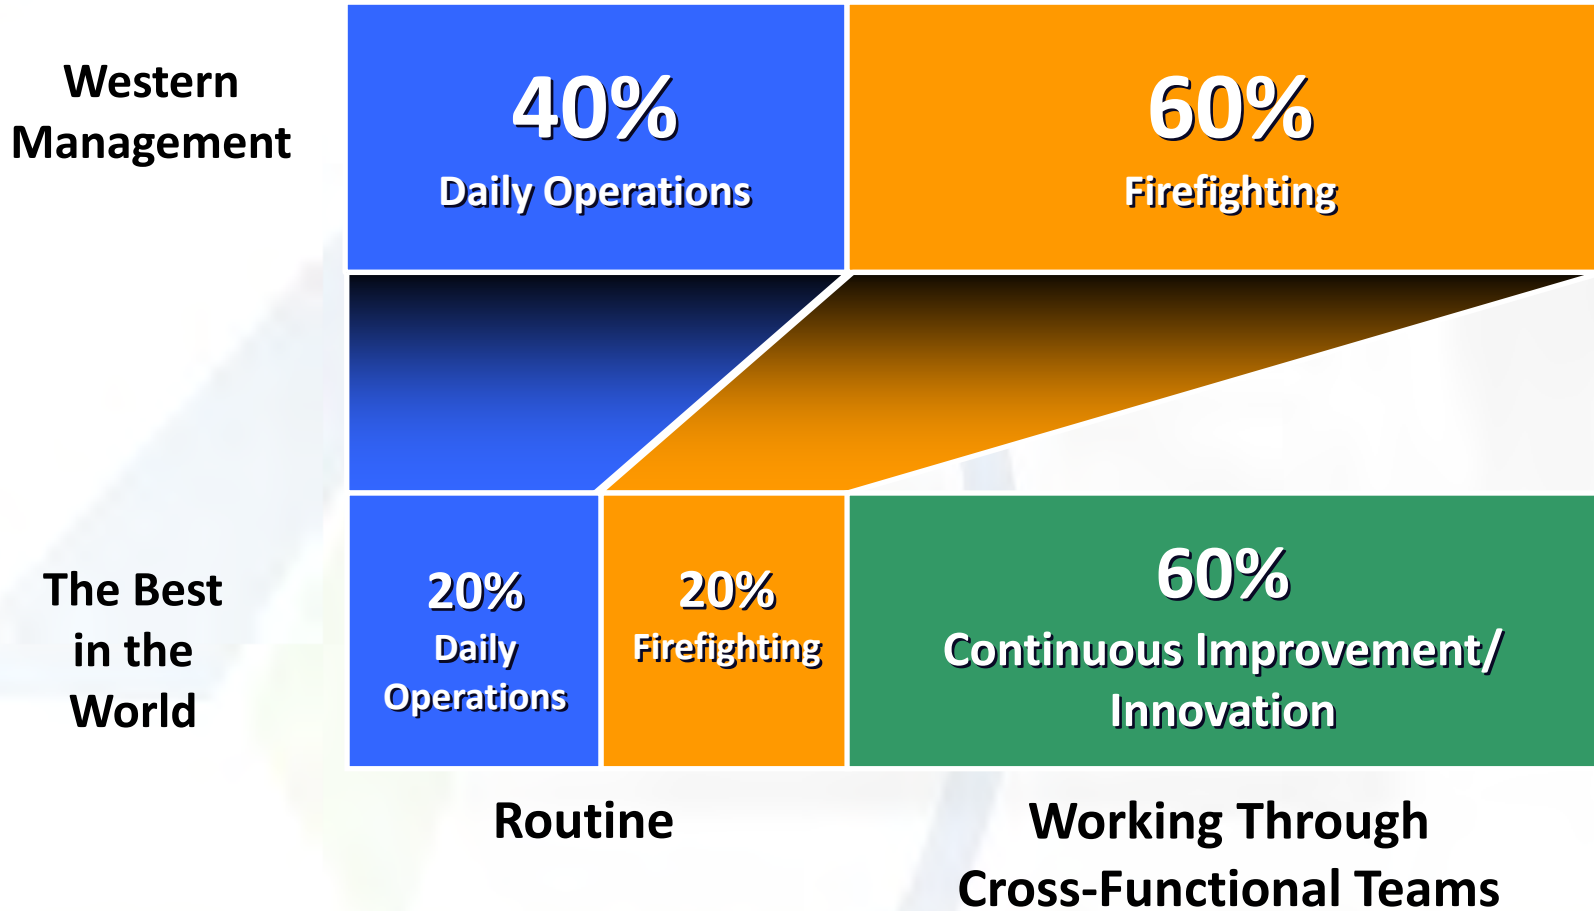 Western
Management
40%
Daily Operations
60%
Firefighting
The Best
in the
World
20%
Daily
Operations
20%
Firefighting
60%
Continuous Improvement/
Innovation
Routine
Working Through
Cross-Functional Teams